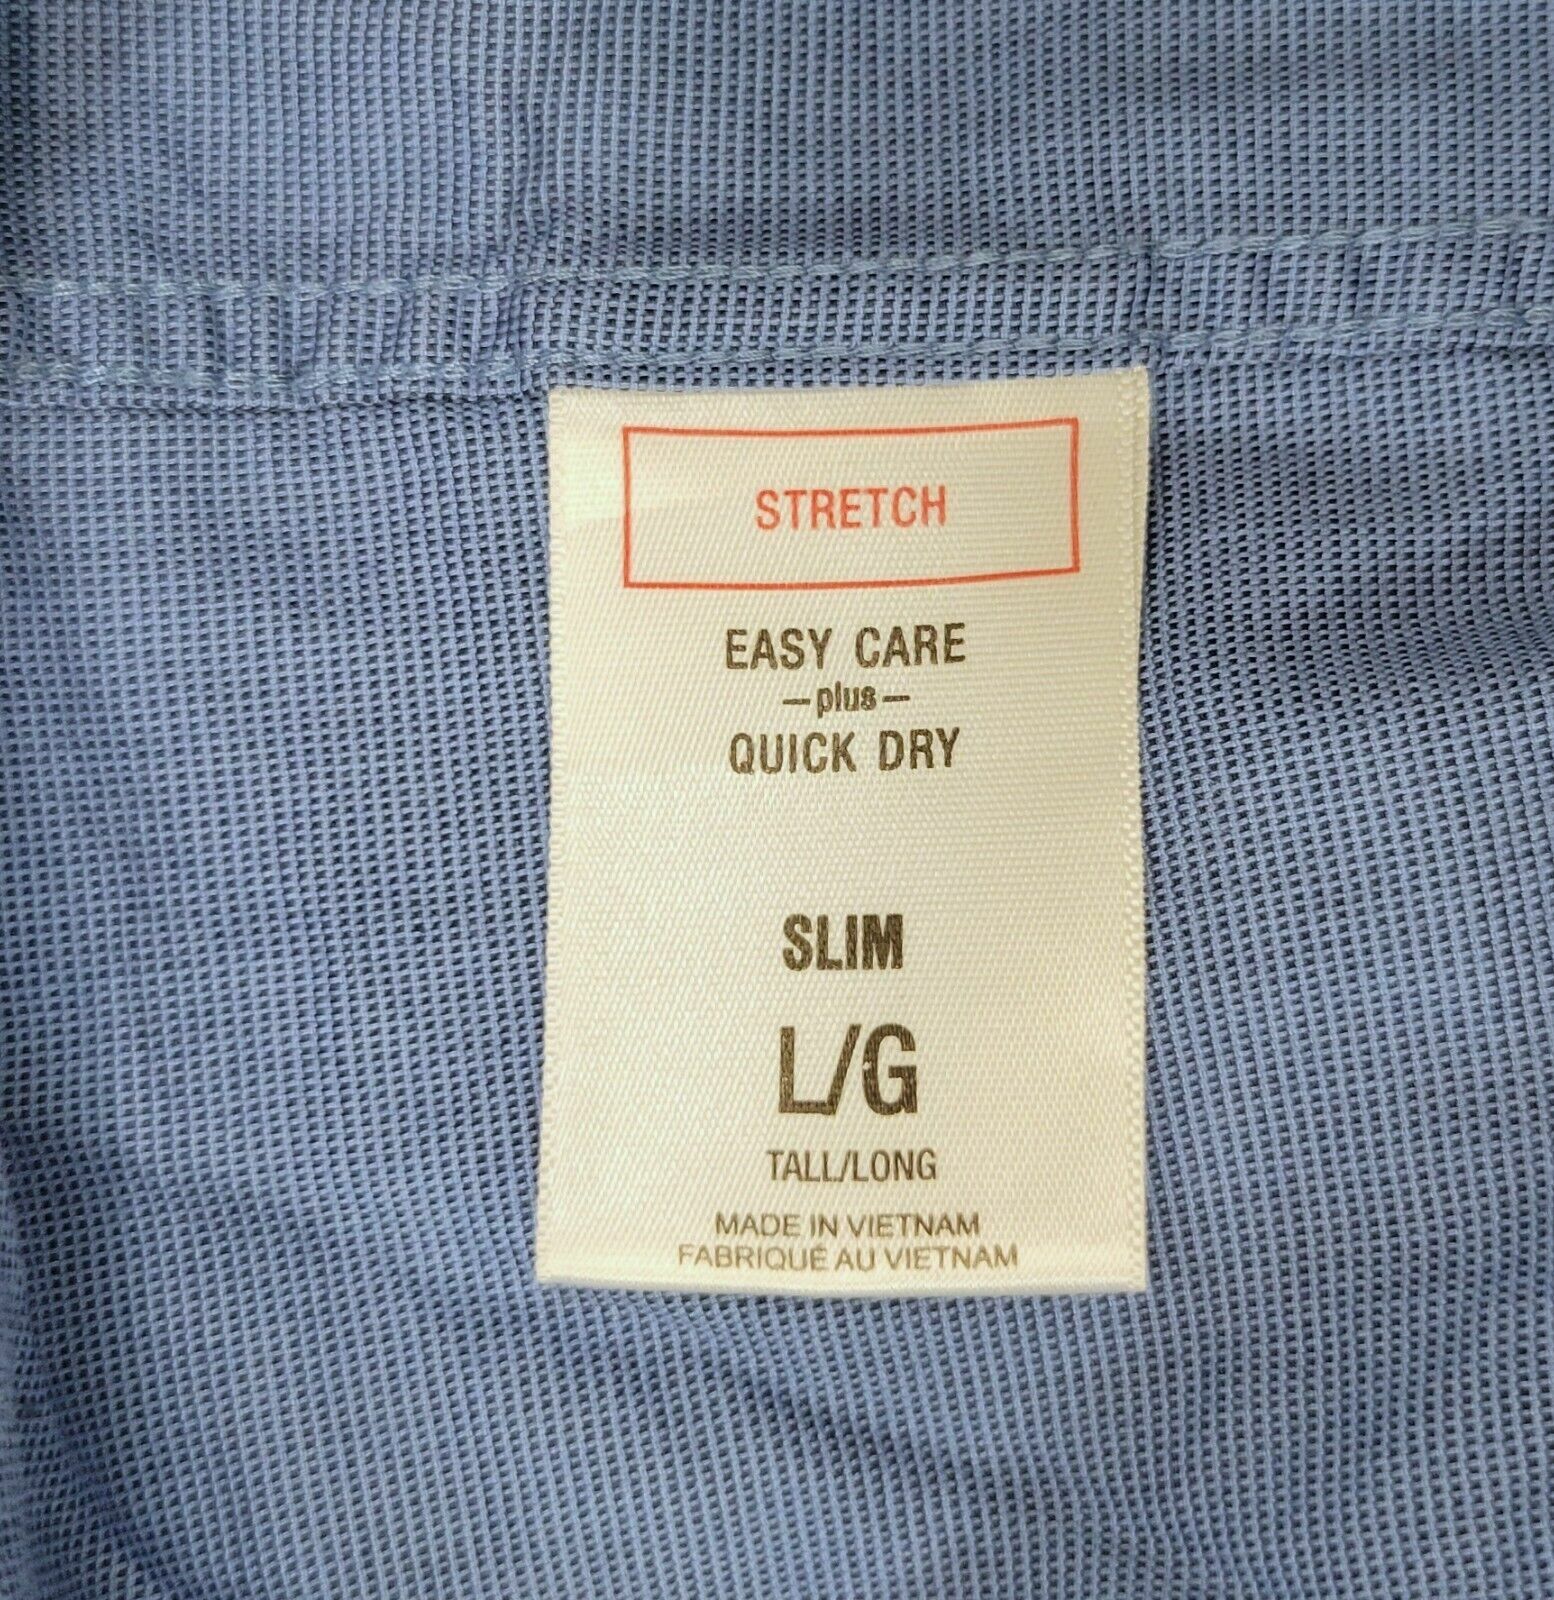 STRETCH
EASY CARE
—plus—
QUICK DRY
SLIM
L/G
TALL/LONG
MADE IN VIETNAM
FABRIQUÉ AU VIETNAM